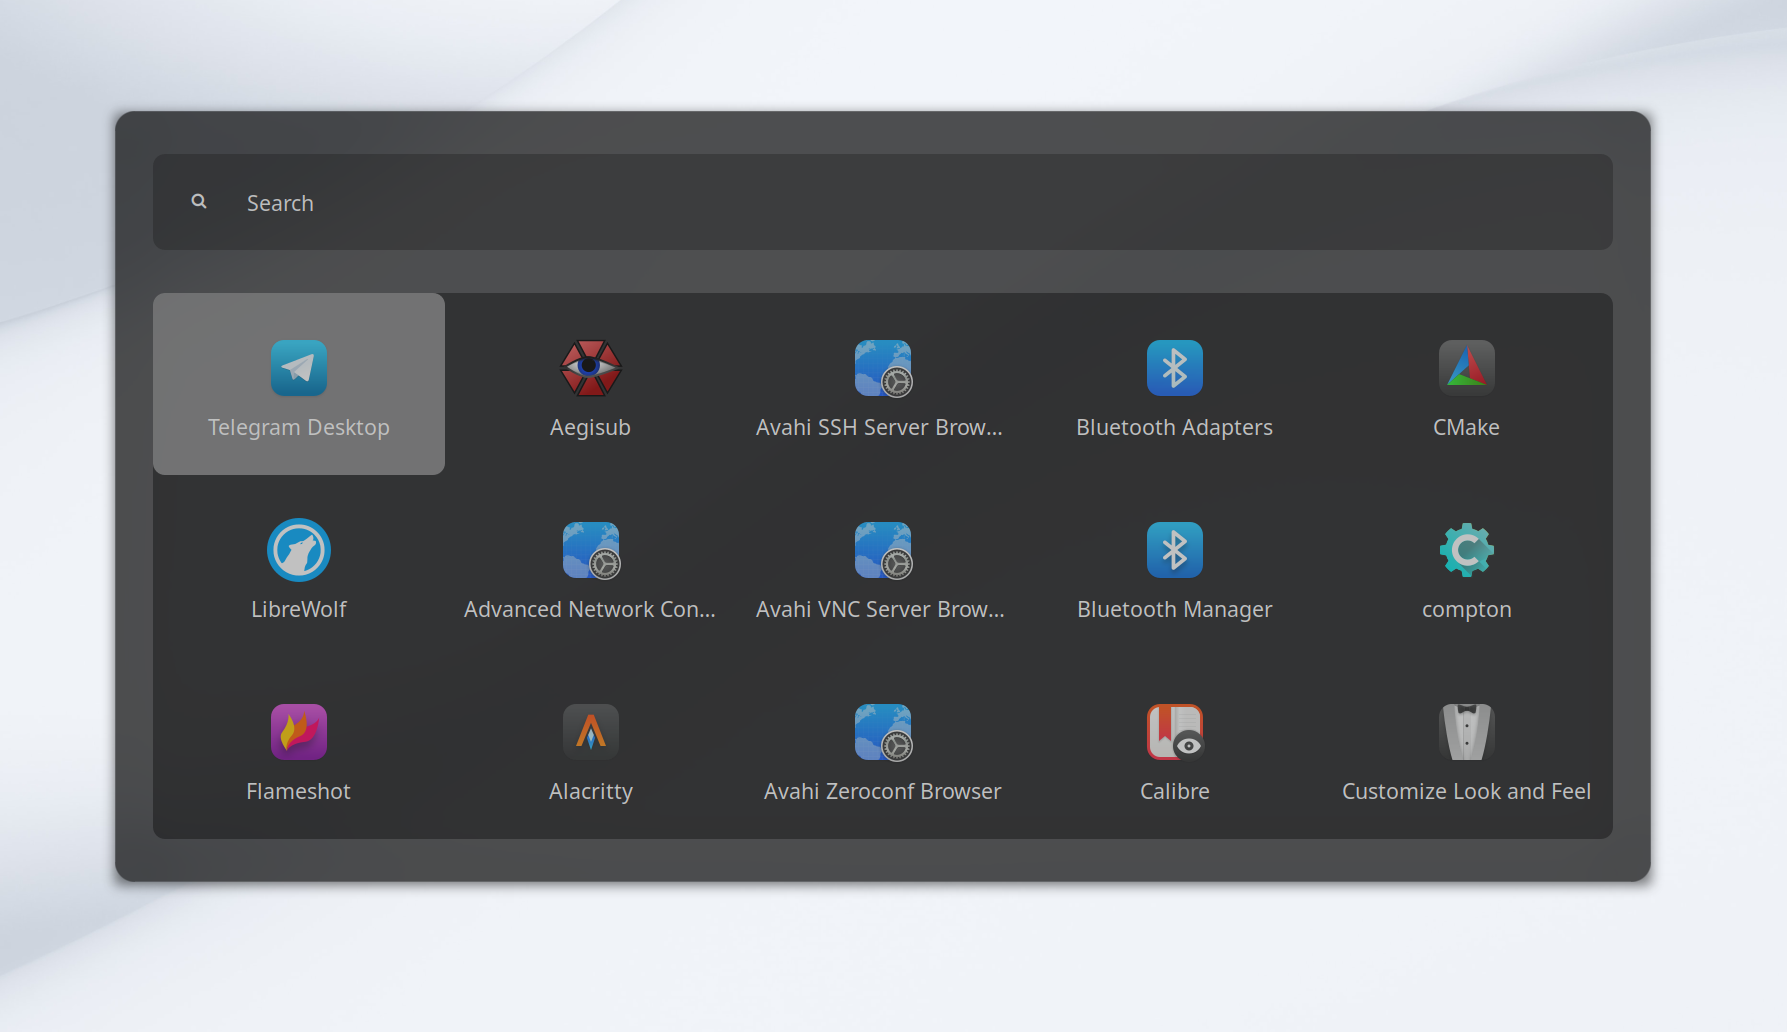 Search
Telegram Desktop
Aegisub
Avahi SSH Server Brow...
Bluetooth Adapters
CMake
LibreWolf
Advanced Network Con...
Avahi VNC Server Brow...
Bluetooth Manager
compton
Flameshot
Alacritty
Avahi Zeroconf Browser
Calibre
Customize Look and Feel